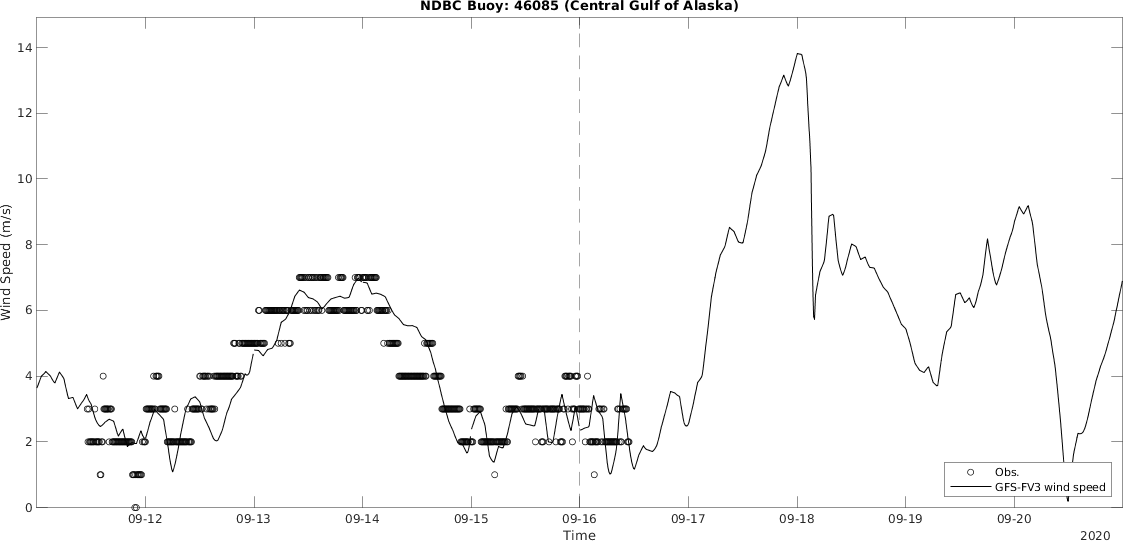 NDBC Buoy: 46085 (Central Gulf of Alaska)
Wind Speed (m/s)
14
12
10
8
6
4
2
0
09-12 09-13 09-14 09-15 09-16 09-17 09-18 09-19 09-20
Time
2020
Obs.
GFS-FV3 wind speed